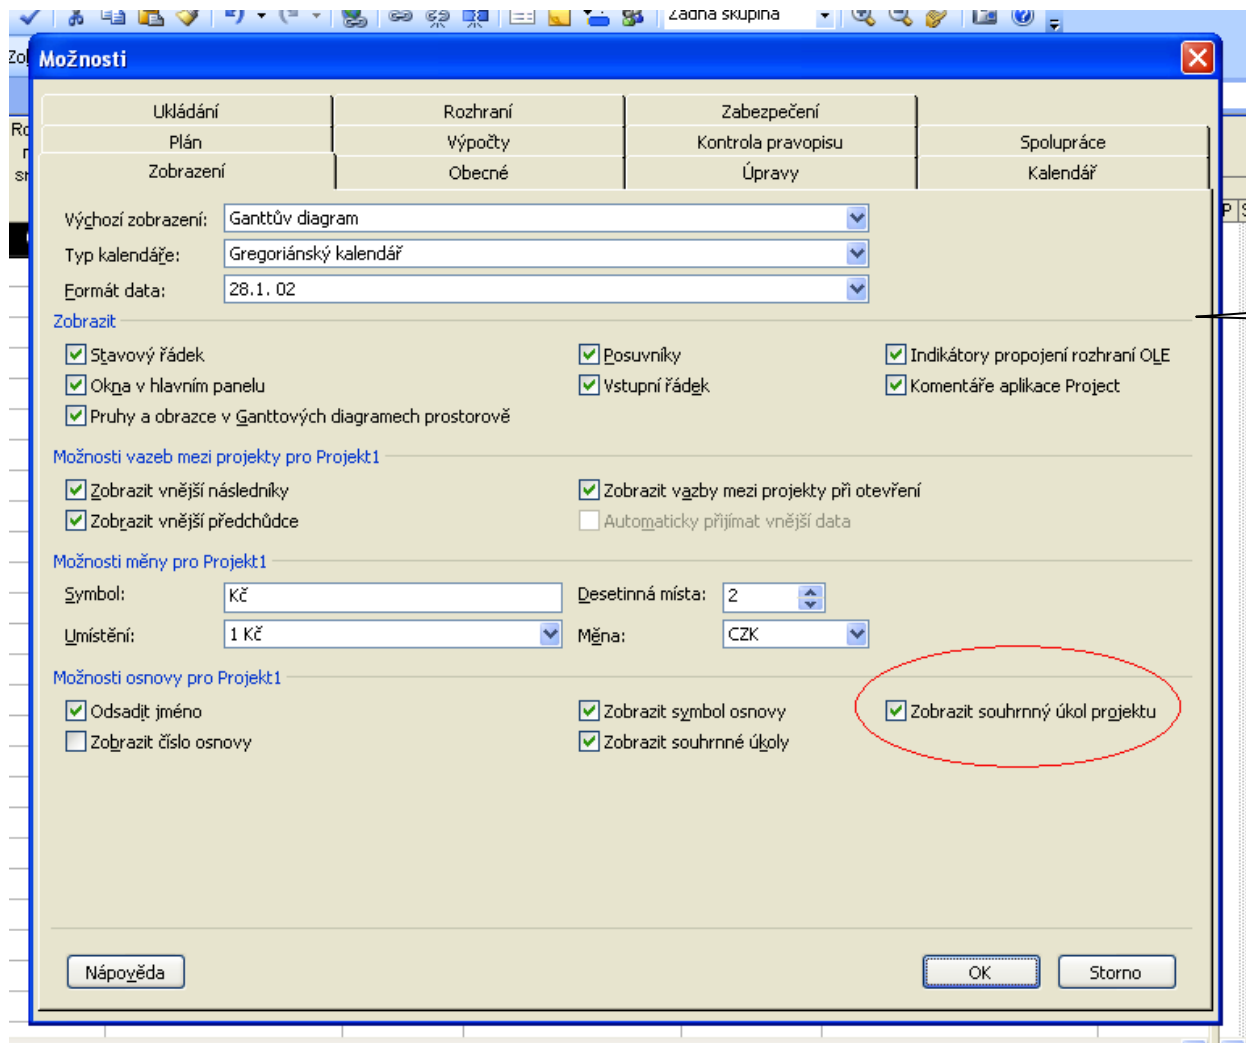 Žádná skupina
Zo
Možnosti
Ukládání Rozhraní Zabezpečení
Plán Výpočty Kontrola pravopisu Spolupráce
Zobrazení Obecné Úpravy Kalendář
P S
Výchozí zobrazení: Ganttův diagram
Typ kalendáře: Gregoriánský kalendář
Formát data: 28.1. 02
Zobrazit
Stavový řádek Posuvníky Indikátory propojení rozhraní OLE
Okna v hlavním panelu Vstupní řádek Komentáře aplikace Project
Pruhy a obrazce v Ganttových diagramech prostorově
Možnosti vazeb mezi projekty pro Projekt1
Zobrazit vnější následníky Zobrazit vazby mezi projekty při otevření
Zobrazit vnější předchůdce Automaticky přijímat vnější data
Možnosti měny pro Projekt1
Symbol: Kč Desetinná místa: 2
Umístění: 1 Kč Měna: CZK
Možnosti osnovy pro Projekt1
Odsadit jméno Zobrazit symbol osnovy Zobrazit souhrnný úkol projektu
Zobrazit číslo osnovy Zobrazit souhrnné úkoly
Nápověda OK Storno